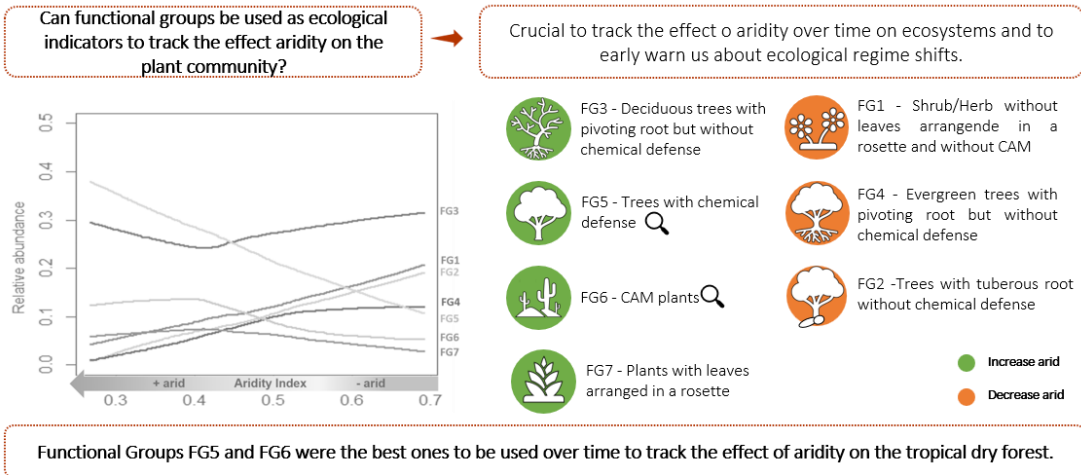 Can functional groups be used as ecological
indicators to track the effect aridity on the
plant community?
Crucial to track the effect o aridity over time on ecosystems and to
early warn us about ecological regime shifts.
Relative abundance
0.5
0.4
0.3
0.2
0.1
0.0
FG3
FG1
FG2
FG4
FG5
FG6
FG7
+ arid
Aridity Index
- arid
0.3
0.4
0.5
0.6
0.7
FG3 - Deciduous trees with
pivoting root but without
chemical defense
FG5 - Trees with chemical
defense
FG6 - CAM plants
FG7 - Plants with leaves
arranged in a rosette
FG1 - Shrub/Herb without
leaves arrangende in a
rosette and without CAM
FG4 - Evergreen trees with
pivoting root but without
chemical defense
FG2 -Trees with tuberous root
without chemical defense
Increase arid
Decrease arid
Functional Groups FG5 and FG6 were the best ones to be used over time to track the effect of aridity on the tropical dry forest.